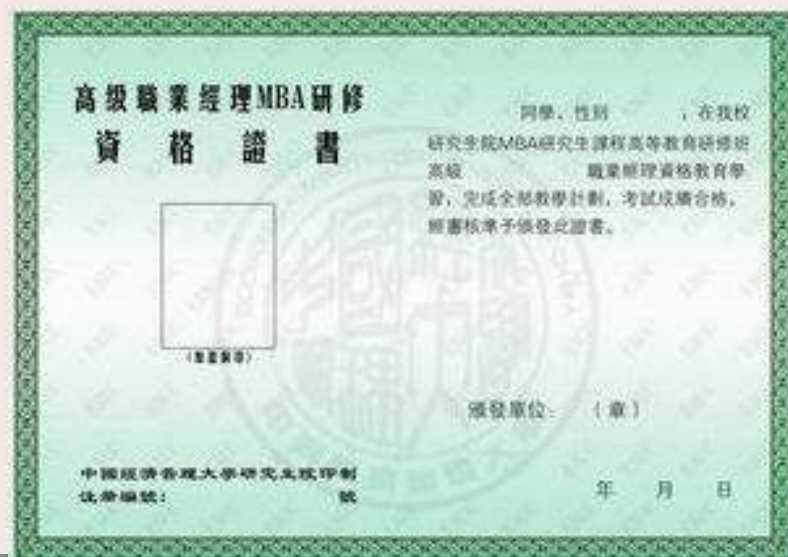 高级職業經理MBA研修
資格證書
同學，性别　　，在我校
研究生院MBA研究生課程高等教育研修班
高級　　　職業經理資格教育學
習，完成全部教學計劃，考試成績合格，
經審核準予頒發此證書。
頒發單位：　（章）
中國經濟管理大學研究生院印制
注册編號：　　　號
年　月　日